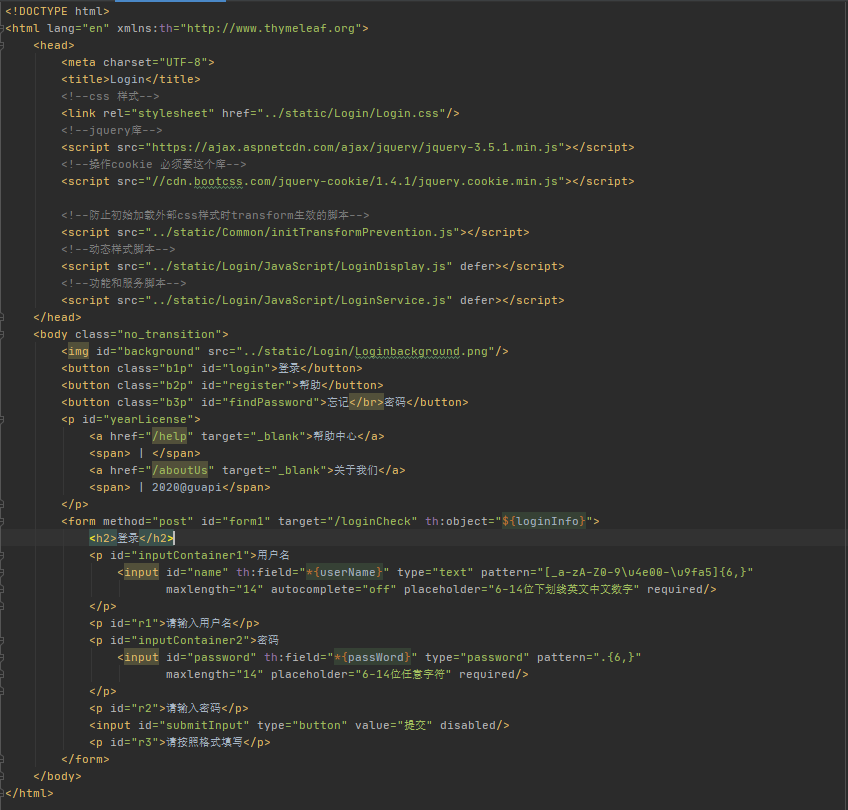 <!DOCTYPE html>
<html lang="en" xmlns:th="http://www.thymeleaf.org">
    <head>
        <meta charset="UTF-8">
        <title>Login</title>
        <!--css 样式-->
        <link rel="stylesheet" href="../static/Login/Login.css"/>
        <!--jquery库-->
        <script src="https://ajax.aspnetcdn.com/ajax/jquery/jquery-3.5.1.min.js"></script>
        <!--操作cookie 必须要这个库-->
        <script src="//cdn.bootcss.com/jquery-cookie/1.4.1/jquery.cookie.min.js"></script>

        <!--防止初始加载外部css样式时transform生效的脚本-->
        <script src="../static/Common/initTransformPrevention.js"></script>
        <!--动态样式脚本-->
        <script src="../static/Login/JavaScript/LoginDisplay.js" defer></script>
        <!--功能和服务脚本-->
        <script src="../static/Login/JavaScript/LoginService.js" defer></script>
    </head>
    <body class="no_transition">
        <img id="background" src="../static/Login/Loginbackground.png"/>
        <button class="b1p" id="login">登录</button>
        <button class="b2p" id="register">帮助</button>
        <button class="b3p" id="findPassword">忘记</br>密码</button>
        <p id="yearLicense">
            <a href="/help" target="_blank">帮助中心</a>
            <span> | </span>
            <a href="/aboutUs" target="_blank">关于我们</a>
            <span> | 2020@guapi</span>
        </p>
        <form method="post" id="form1" target="/loginCheck" th:object="${loginInfo}">
            <h2>登录</h2>
            <p id="inputContainer1">用户名
                <input id="name" th:field="*{userName}" type="text" pattern="[_a-zA-Z0-9\u4e00-\u9fa5]{6,}"
                       maxlength="14" autocomplete="off" placeholder="6-14位下划线英文中文数字" required/>
            </p>
            <p id="r1">请输入用户名</p>
            <p id="inputContainer2">密码
                <input id="password" th:field="*{passWord}" type="password" pattern=".{6,}"
                       maxlength="14" placeholder="6-14位任意字符" required/>
            </p>
            <p id="r2">请输入密码</p>
            <input id="submitInput" type="button" value="提交" disabled/>
            <p id="r3">请按照格式填写</p>
        </form>
    </body>
</html>